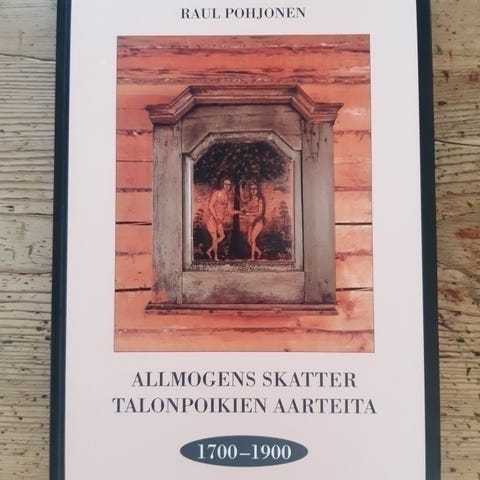 RAUL POHJONEN
ALLMOGENS SKATTER
TALONPOIKIEN AARTEITA
1700–1900